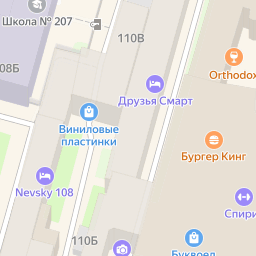 Школа № 207
110В
08Б
Orthodox
Друзья Смарт
Виниловые
пластинки
Бургер Кинг
Nevsky 108
Спири
110Б
Буквоед